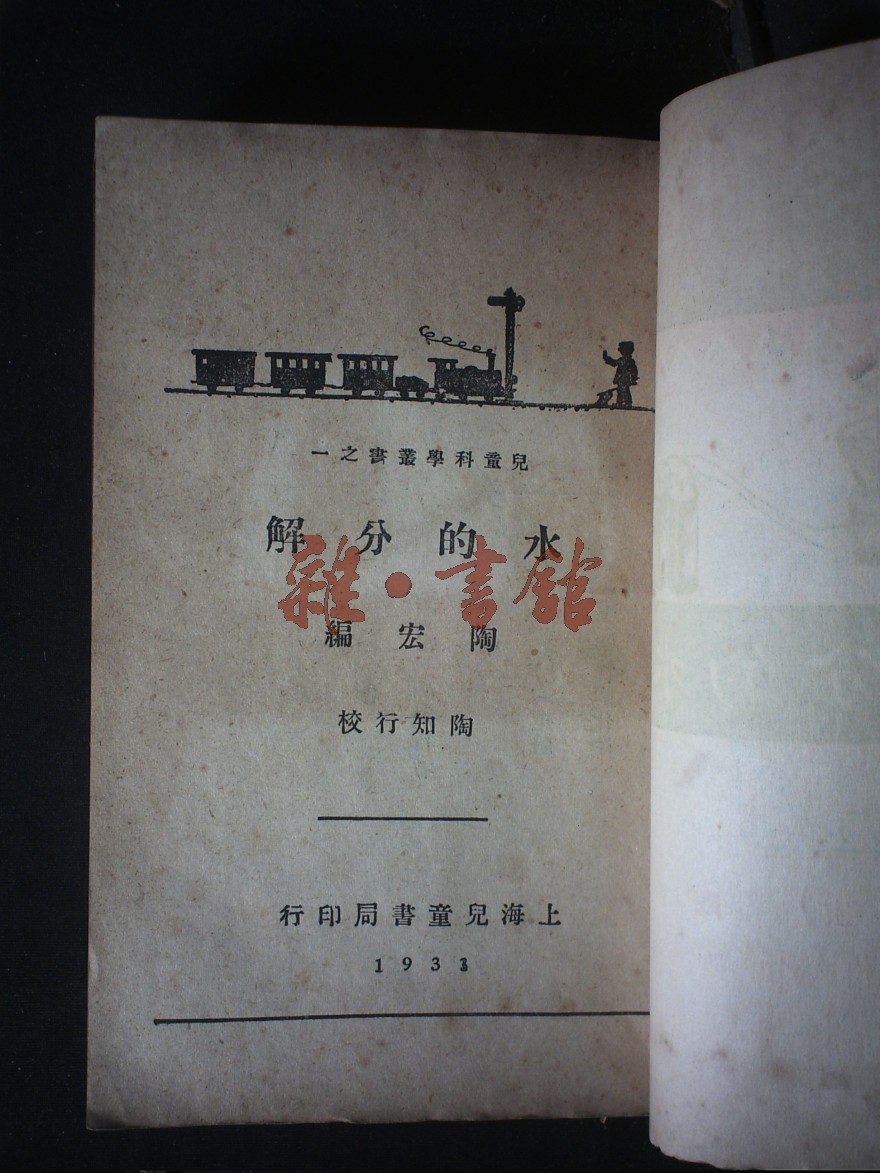 兒童科學叢書之一
水的分解
雜·書館
陶宏編
陶知行校
上海兒童書局印行
193